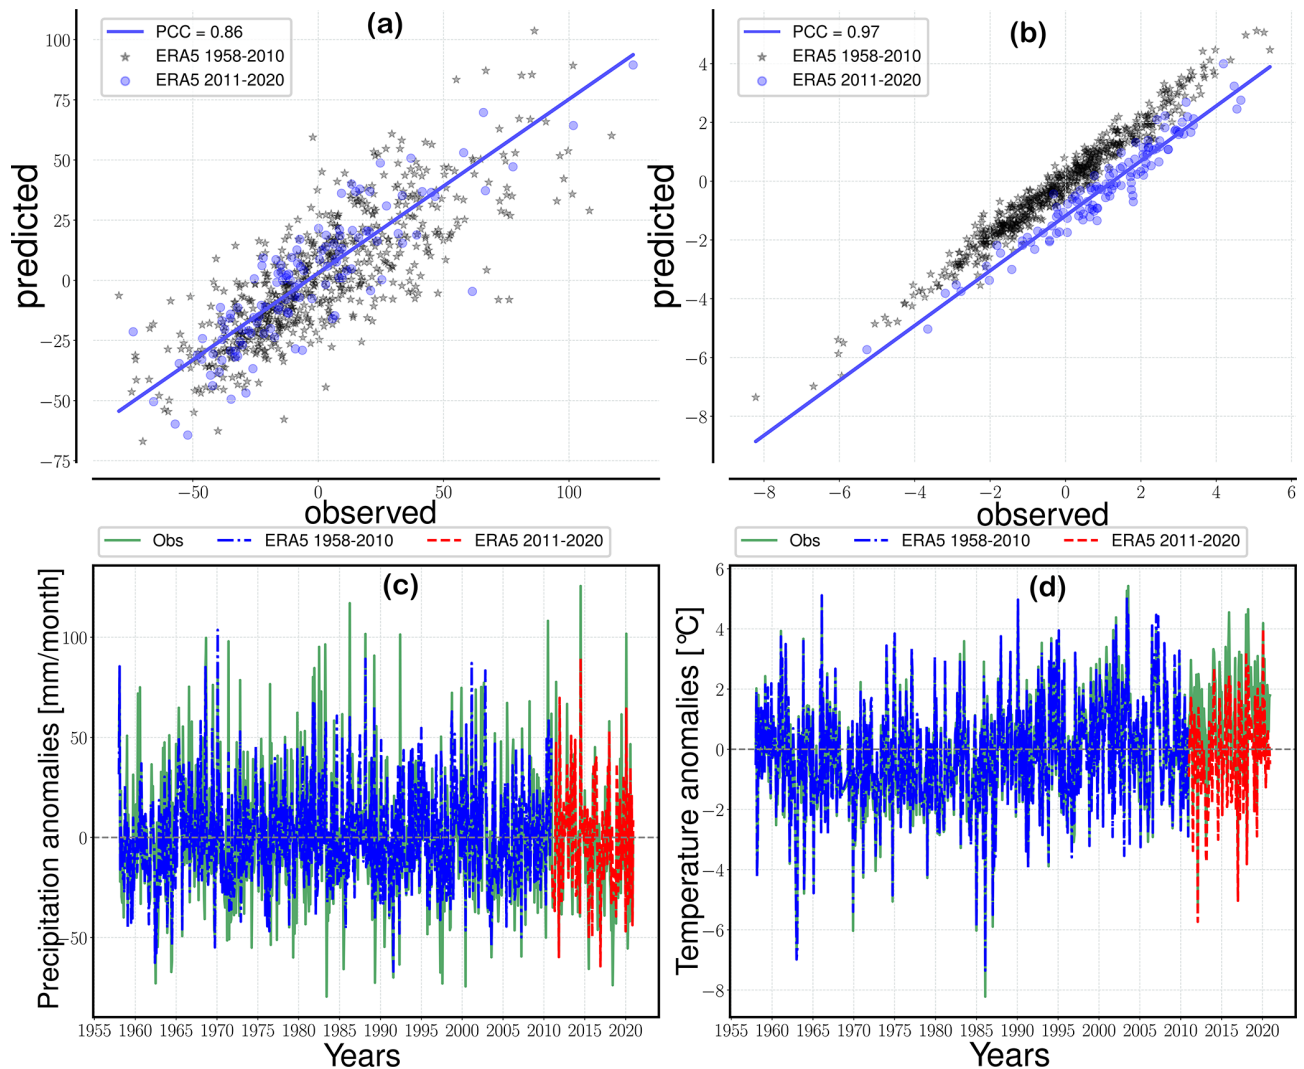 (a)
PCC = 0.86
ERA5 1958-2010
ERA5 2011-2020
100
75
50
25
0
−25
−50
−75
predicted
−50 0 50 100
observed
(b)
PCC = 0.97
ERA5 1958-2010
ERA5 2011-2020
4
2
0
−2
−4
−6
−8
predicted
−8 −6 −4 −2 0 2 4 6
observed
Obs ERA5 1958-2010 ERA5 2011-2020
(c)
100
50
0
−50
Precipitation anomalies [mm/month]
1955 1960 1965 1970 1975 1980 1985 1990 1995 2000 2005 2010 2015 2020
Years
Obs ERA5 1958-2010 ERA5 2011-2020
(d)
6
4
2
0
−2
−4
−6
−8
Temperature anomalies [°C]
1955 1960 1965 1970 1975 1980 1985 1990 1995 2000 2005 2010 2015 2020
Years